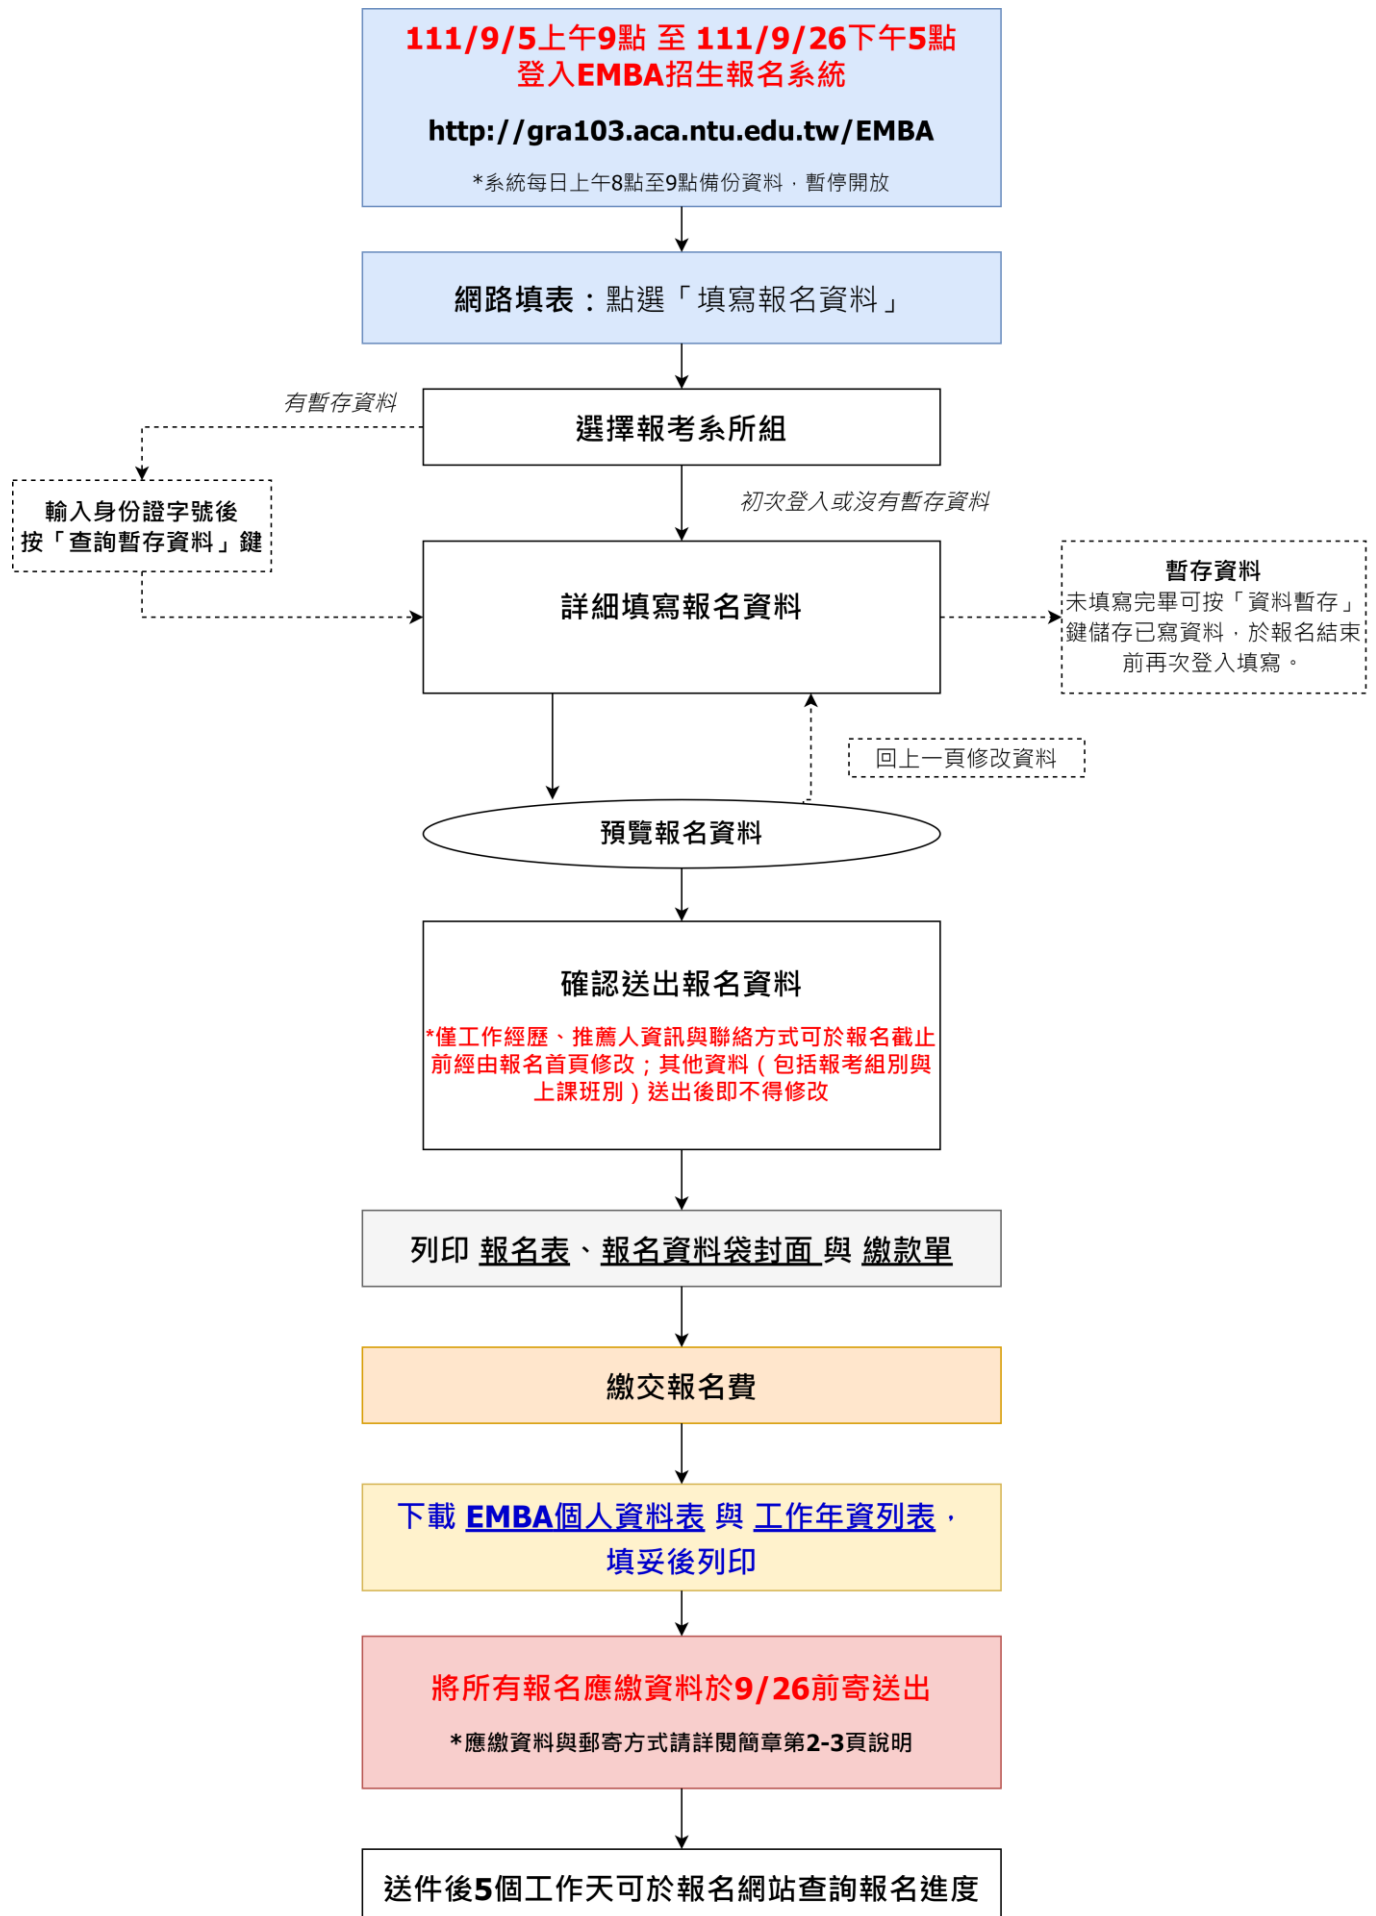 111/9/5上午9點 至 111/9/26下午5點
登入EMBA招生報名系統
http://gra103.aca.ntu.edu.tw/EMBA
*系統每日上午8點至9點備份資料，暫停開放
網路填表：點選「填寫報名資料」
有暫存資料
選擇報考系所組
輸入身份證字號後
按「查詢暫存資料」鍵
初次登入或沒有暫存資料
詳細填寫報名資料
暫存資料
未填寫完畢可按「資料暫存」
鍵儲存已寫資料，於報名結束
前再次登入填寫。
回上一頁修改資料
預覽報名資料
確認送出報名資料
*僅工作經歷、推薦人資訊與聯絡方式可於報名截止
前經由報名首頁修改；其他資料（包括報考組別與
上課班別）送出後即不得修改
列印 報名表、報名資料袋封面 與 繳款單
繳交報名費
下載 EMBA個人資料表 與 工作年資列表，
填妥後列印
將所有報名應繳資料於9/26前寄送出
*應繳資料與郵寄方式請詳閱簡章第2-3頁說明
送件後5個工作天可於報名網站查詢報名進度